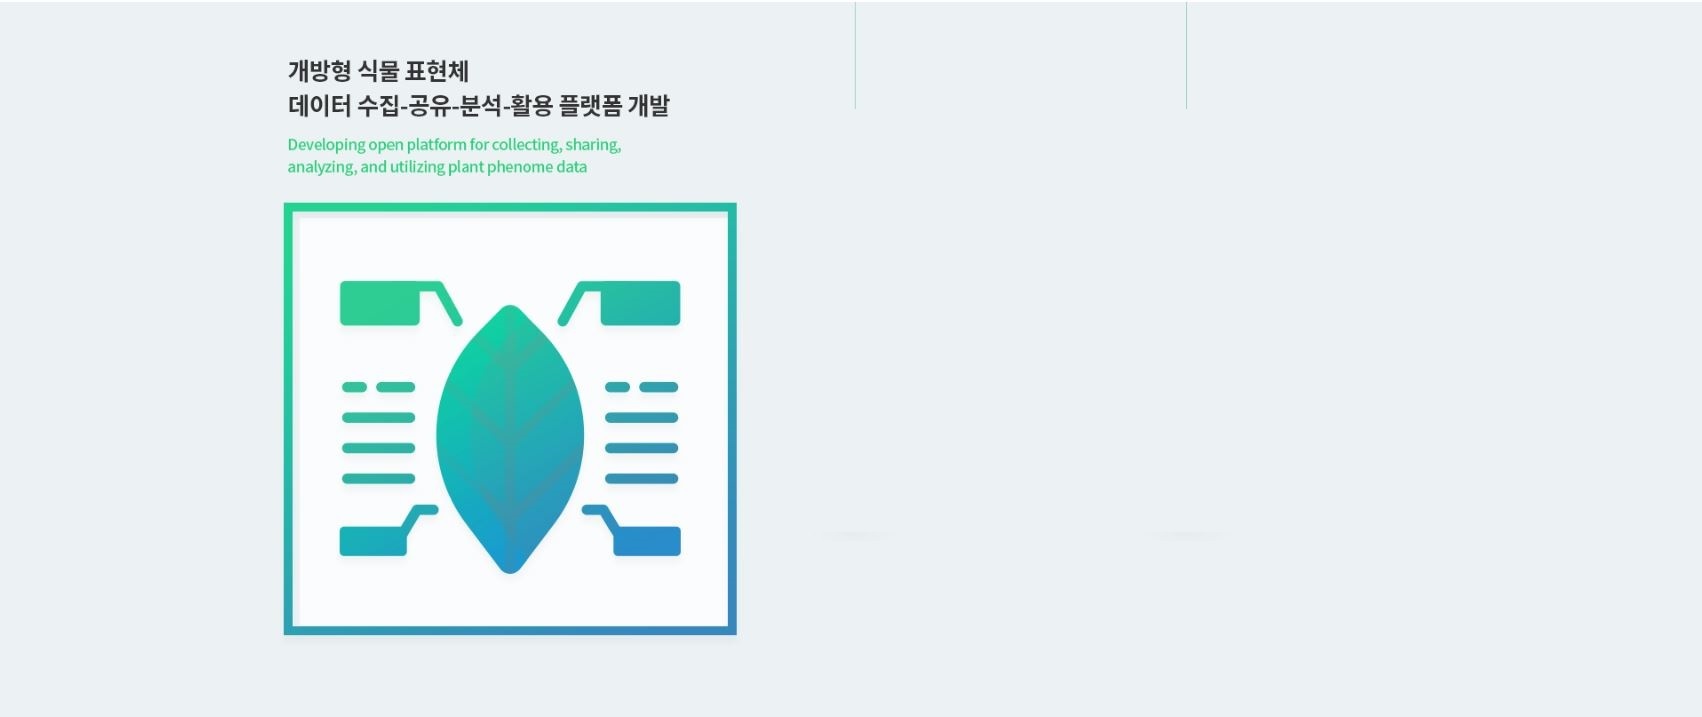 개방형 식물 표현체
데이터 수집-공유-분석-활용 플랫폼 개발
Developing open platform for collecting, sharing,
analyzing, and utilizing plant phenome data